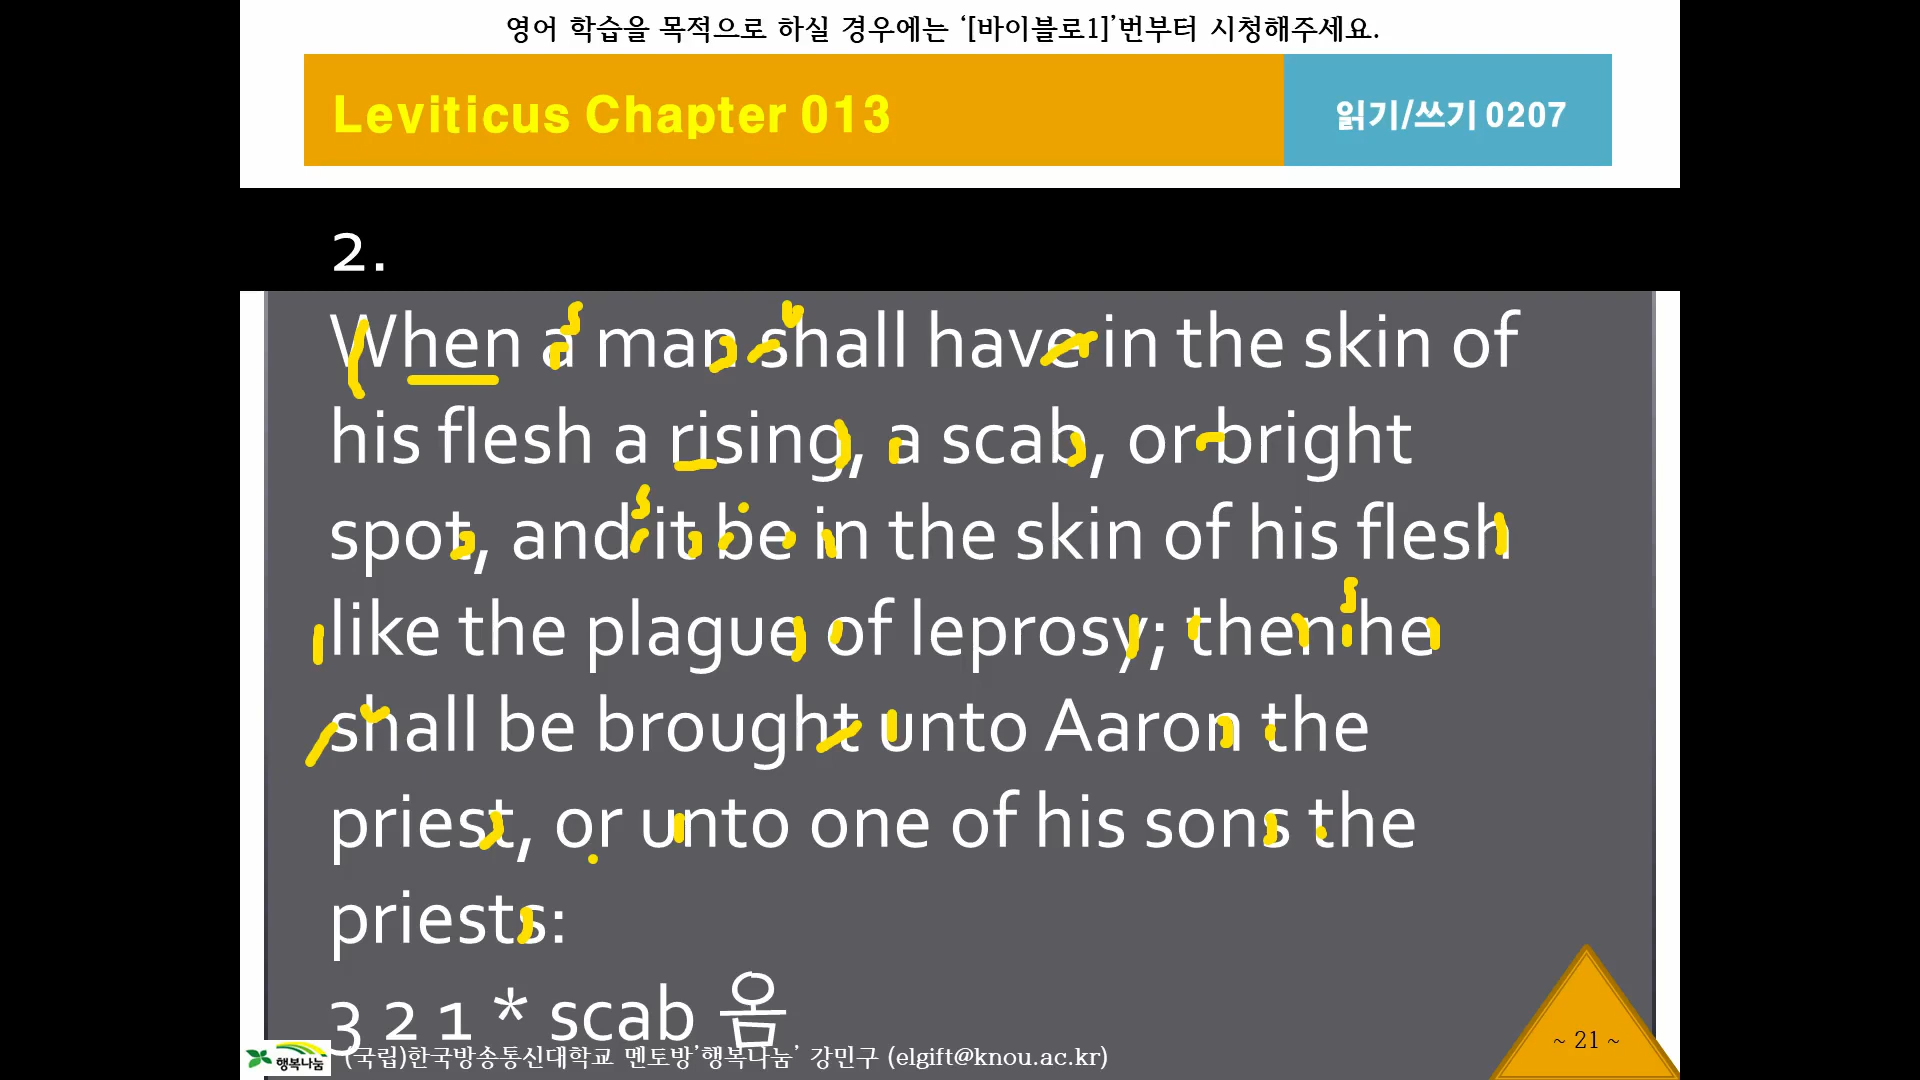 영어 학습을 목적으로 하실 경우에는 ‘[바이블로1]’번부터 시청해주세요.
Leviticus Chapter 013
읽기/쓰기 0207
2.
When a man shall have in the skin of
his flesh a rising, a scab, or bright
spot, and it be in the skin of his flesh
like the plague of leprosy; then he
shall be brought unto Aaron the
priest, or unto one of his sons the
priests:
3 2 1 * scab 옴
행복나눔 (국립)한국방송통신대학교 멘토방’행복나눔’ 강민구 (elgift@knou.ac.kr)
~ 21 ~